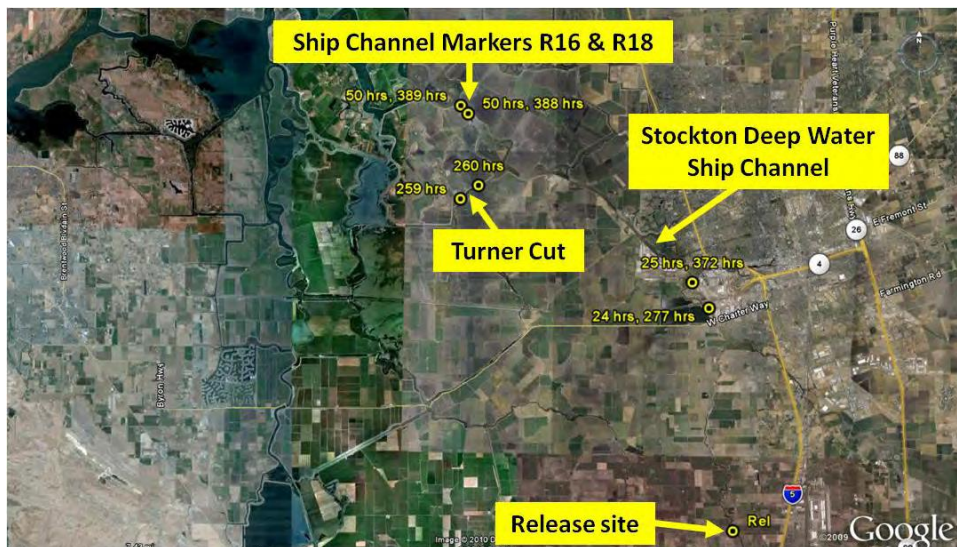 Ship Channel Markers R16 & R18
50 hrs, 389 hrs
50 hrs, 388 hrs
Stockton Deep Water
Ship Channel
260 hrs
259 hrs
Turner Cut
25 hrs, 372 hrs
24 hrs, 277 hrs
W Charter Way
E Fremont St
Farmington Rd
88
26
4
5
N
Byron Hwy
Release site
Rel
©2009 Google